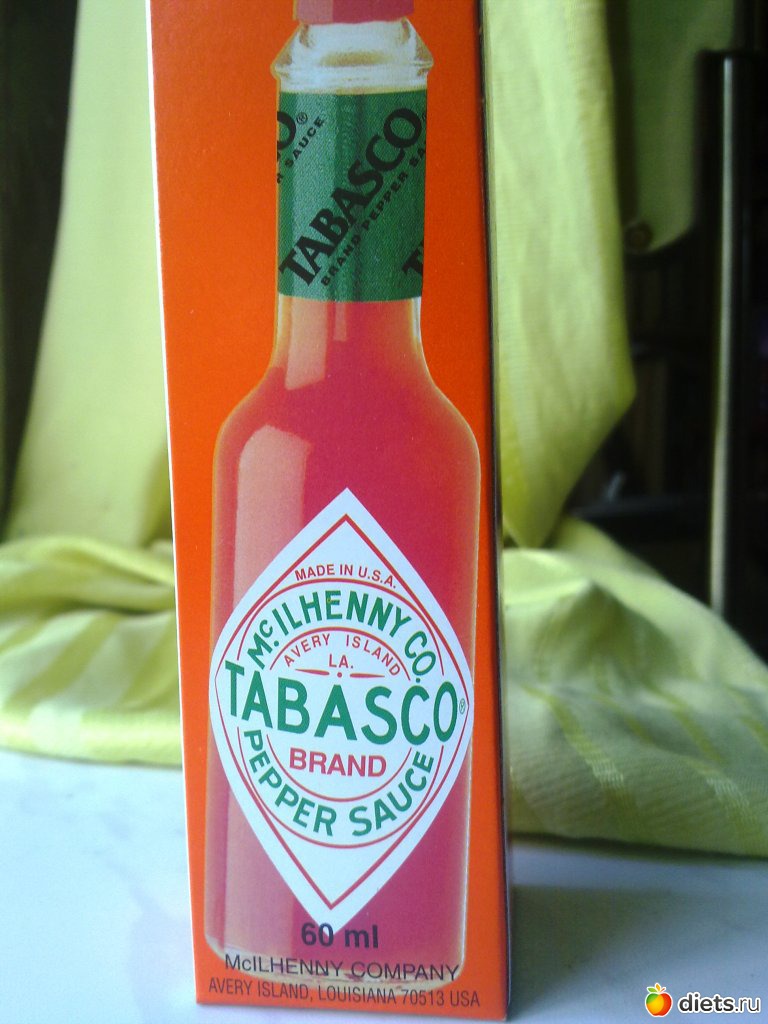 O®
R SAUCE
TABASCO®
BRAND PEPPER SA
T
MADE IN U.S.A.
McILHENNY CO.
AVERY ISLAND
LA.
TABASCO®
BRAND
PEPPER SAUCE
60 ml
McILHENNY COMPANY
AVERY ISLAND, LOUISIANA 70513 USA
diets.ru